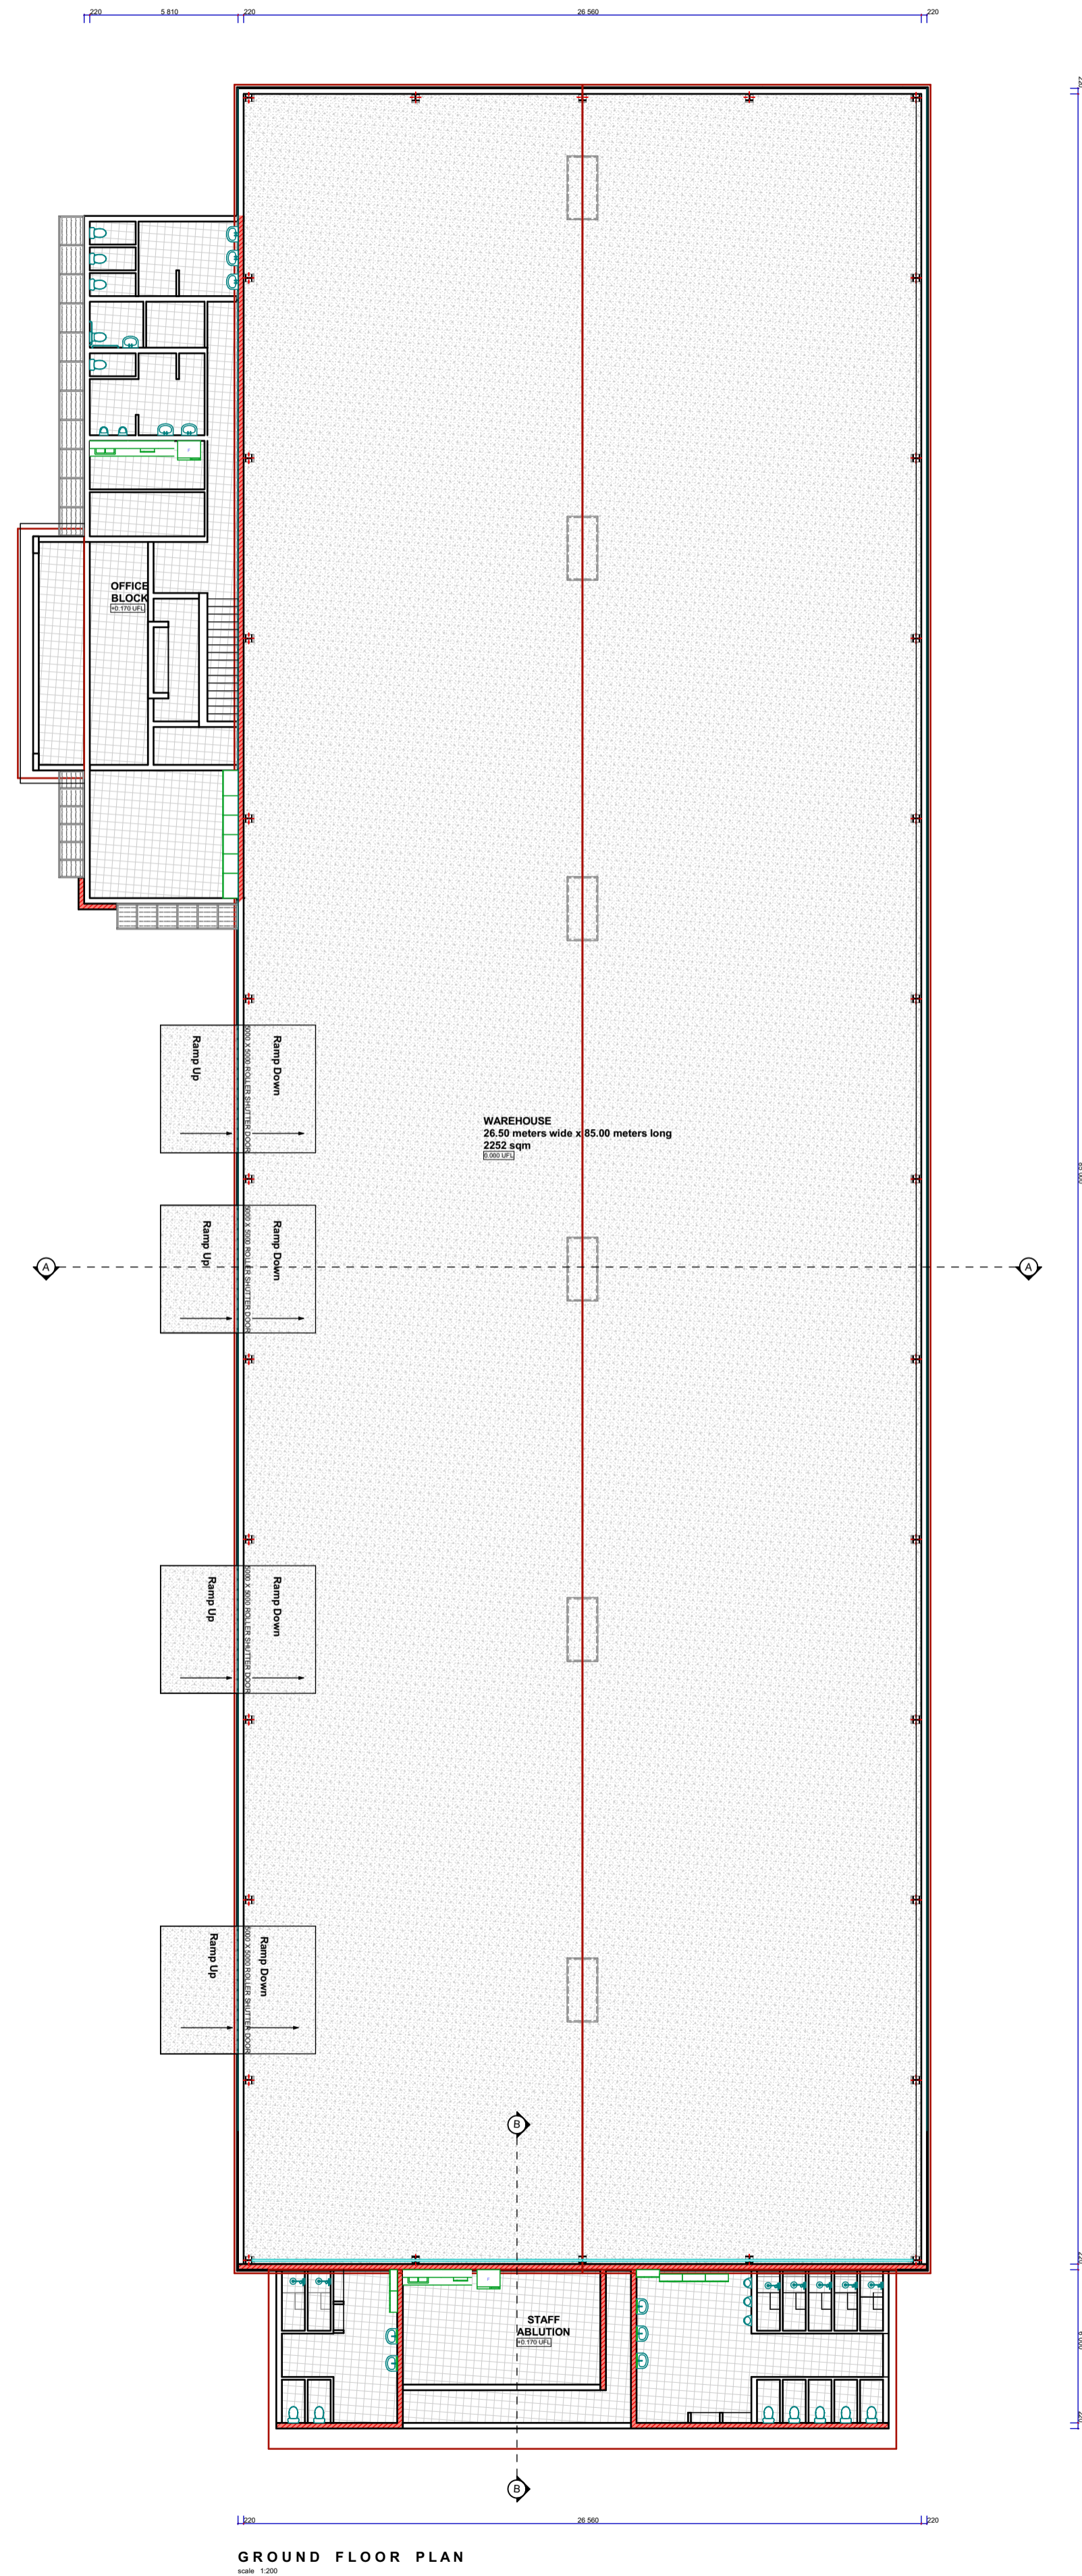 220 5 810 220 26 560 220
220
OFFICE
BLOCK
+0.170 UFL
Ramp Up
5000 X 5000 ROLLER SHUTTER DOOR
Ramp Down
WAREHOUSE
26.50 meters wide x 85.00 meters long
2252 sqm
0.000 UFL
Ramp Up
5000 X 5000 ROLLER SHUTTER DOOR
Ramp Down
A
A
Ramp Up
5000 X 5000 ROLLER SHUTTER DOOR
Ramp Down
Ramp Up
5000 X 5000 ROLLER SHUTTER DOOR
Ramp Down
B
220
STAFF
ABLUTION
+0.170 UFL
220
B
220 26 560 220
GROUND FLOOR PLAN
scale 1:200